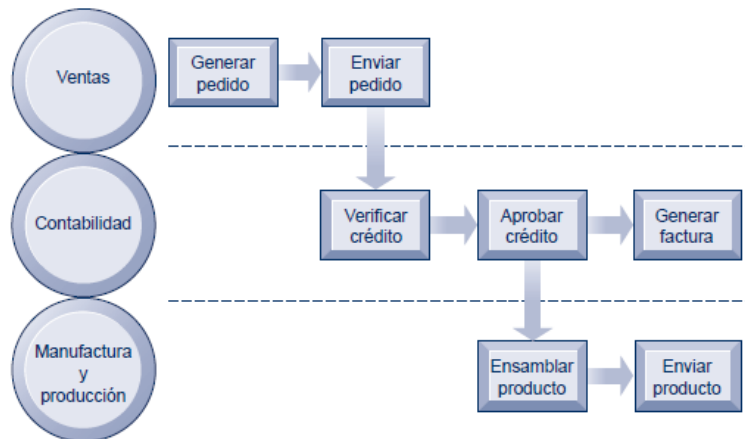 Ventas
Generar
pedido
Enviar
pedido
Contabilidad
Verificar
crédito
Aprobar
crédito
Generar
factura
Manufactura
y
producción
Ensamblar
producto
Enviar
producto